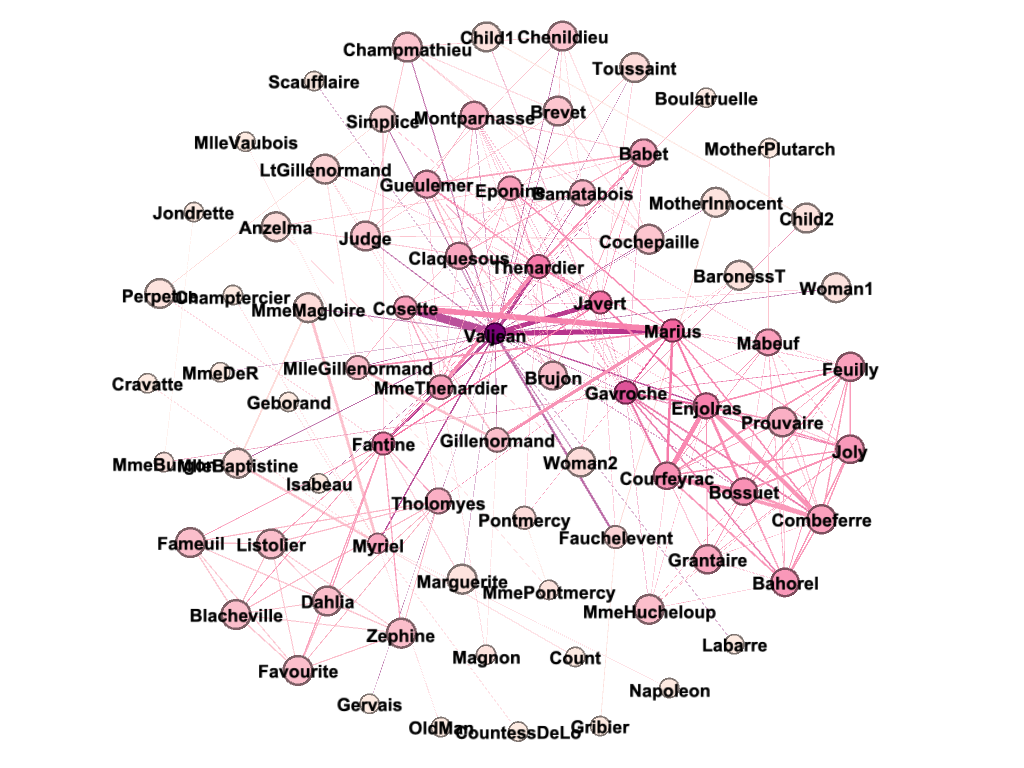 Child1
Chenildieu
Champmathieu
Toussaint
Scaufflaire
Boulatruelle
Brevet
Montparnasse
Simplice
MlleVaubois
MotherPlutarch
Babet
LtGillenormand
Gueulemer
Eponine
Bamatabois
MotherInnocent
Jondrette
Child2
Anzelma
Judge
Cochepaille
Claquesous
Thenardier
BaronessT
Woman1
Perpetue
Champtercier
MmeMagloire
Cosette
Javert
Valjean
Marius
Mabeuf
MlleGillenormand
Feuilly
MmeDeR
Cravatte
MmeThenardier
Brujon
Gavroche
Geborand
Enjolras
Prouvaire
Fantine
Gillenormand
Joly
MmeBurgon
MlleBaptistine
Woman2
Isabeau
Courfeyrac
Bossuet
Tholomyes
Pontmercy
Combeferre
Fauchelevent
Fameuil
Listolier
Myriel
Grantaire
Marguerite
MmePontmercy
Bahorel
Dahlia
Blacheville
MmeHucheloup
Zephine
Labarre
Magnon
Count
Favourite
Napoleon
Gervais
OldMan
CountessDeLo
Gribier